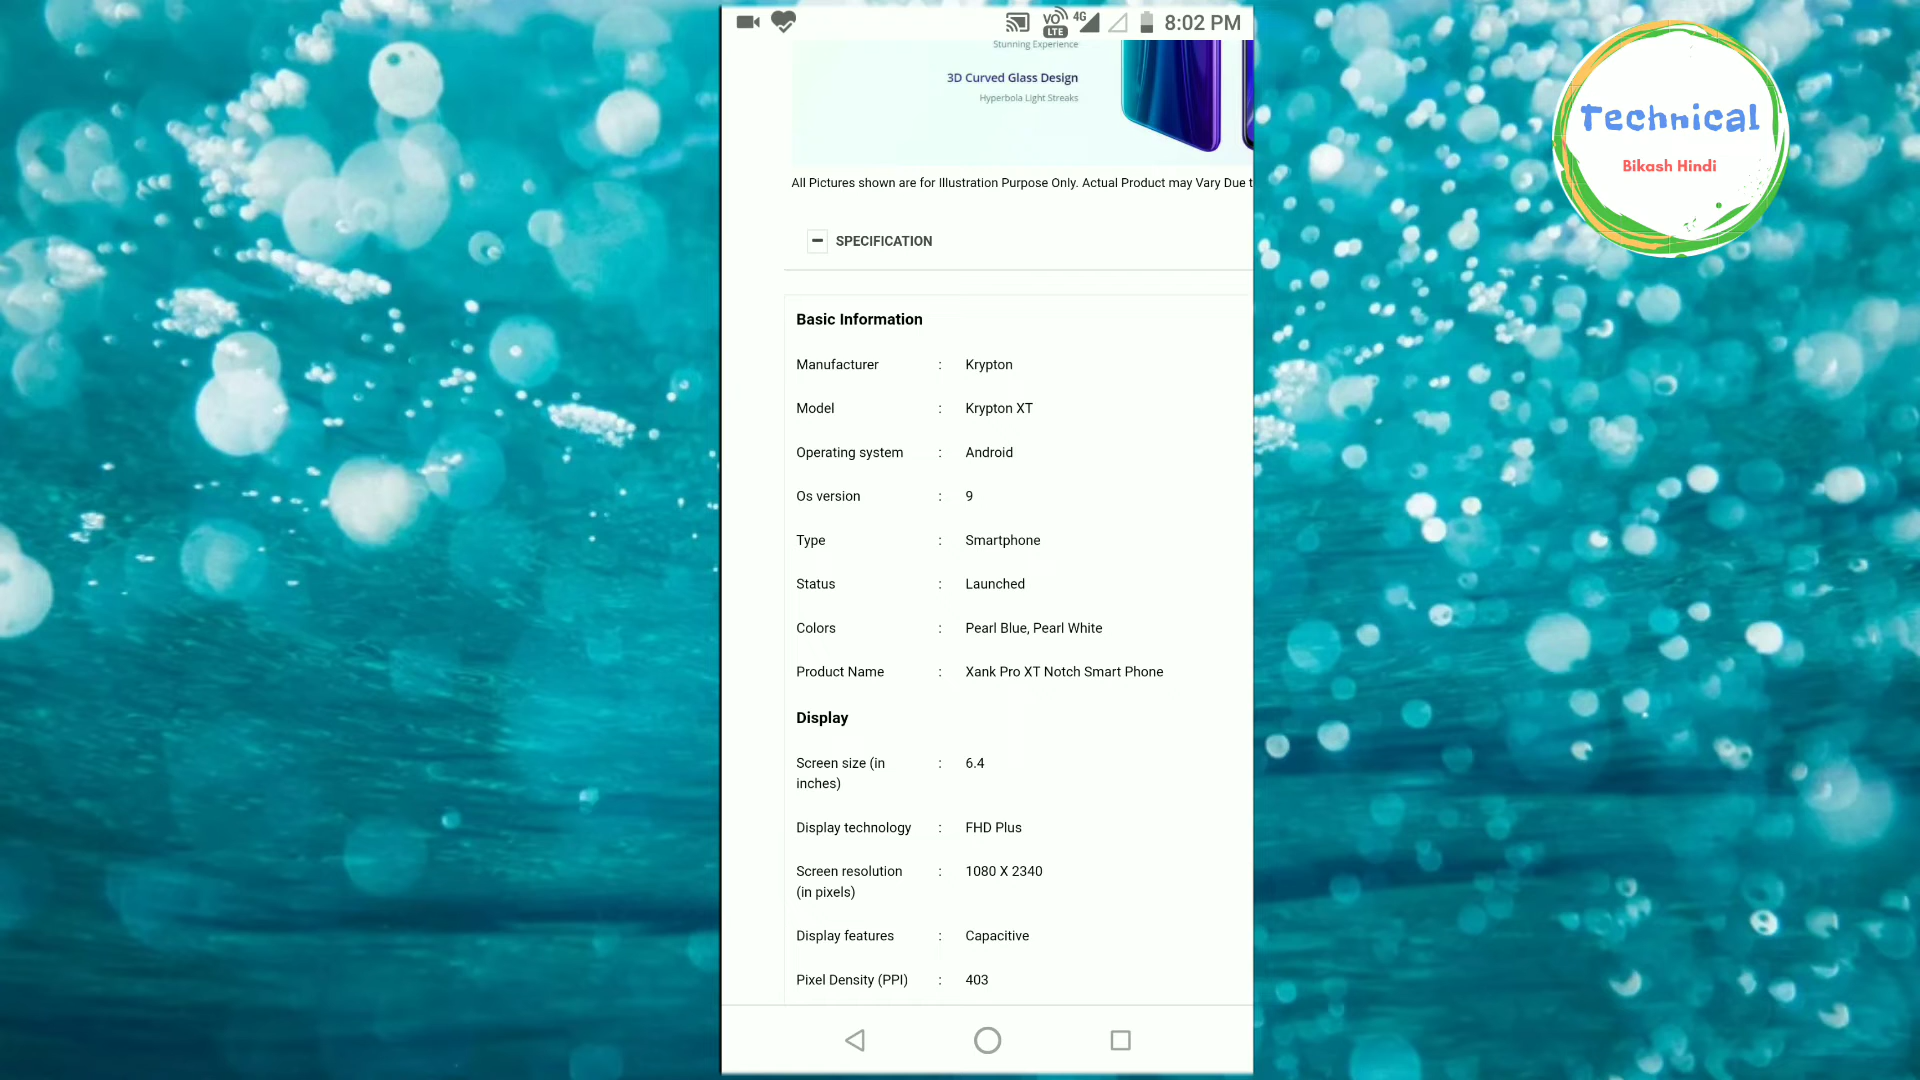 VO LTE 4G 8:02 PM
Stunning Experience
3D Curved Glass Design
Hyperbola Light Streaks
All Pictures shown are for Illustration Purpose Only. Actual Product may Vary Due t
SPECIFICATION
Basic Information
Manufacturer : Krypton
Model : Krypton XT
Operating system : Android
Os version : 9
Type : Smartphone
Status : Launched
Colors : Pearl Blue, Pearl White
Product Name : Xank Pro XT Notch Smart Phone
Display
Screen size (in : 6.4
inches)
Display technology : FHD Plus
Screen resolution : 1080 X 2340
(in pixels)
Display features : Capacitive
Pixel Density (PPI) : 403
Technical
Bikash Hindi